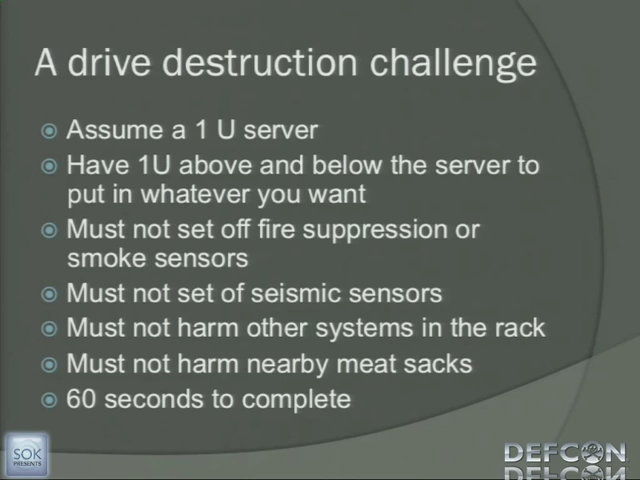 A drive destruction challenge
Assume a 1 U server
Have 1U above and below the server to
put in whatever you want
Must not set off fire suppression or
smoke sensors
Must not set of seismic sensors
Must not harm other systems in the rack
Must not harm nearby meat sacks
60 seconds to complete
SOK
PRESENTS
DEFCON